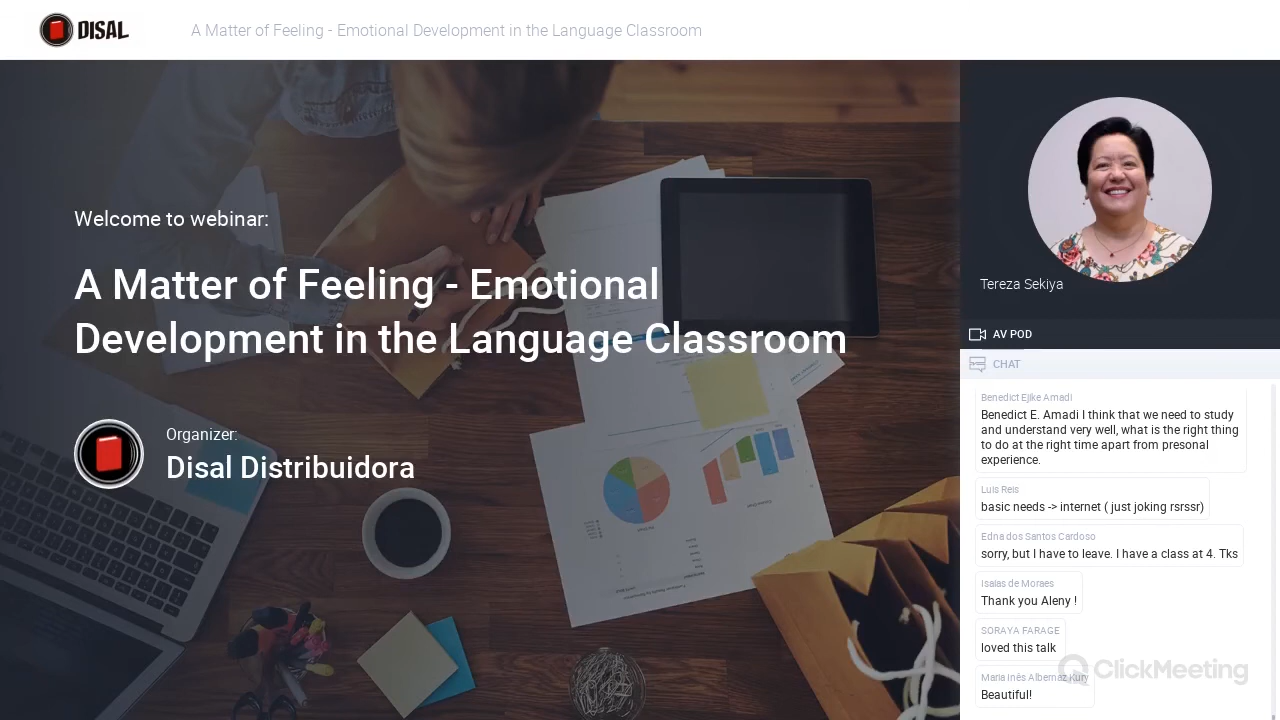 DISAL
A Matter of Feeling - Emotional Development in the Language Classroom
Welcome to webinar:
A Matter of Feeling - Emotional
Development in the Language Classroom
Organizer:
Disal Distribuidora
Tereza Sekiya
AV POD
CHAT
Benedict Ejike Amadi
Benedict E. Amadi I think that we need to study
and understand very well, what is the right thing
to do at the right time apart from presonal
experience.
Luis Reis
basic needs -> internet ( just joking rsrssr)
Edna dos Santos Cardoso
sorry, but I have to leave. I have a class at 4. Tks
Isaias de Moraes
Thank you Aleny !
SORAYA FARAGE
loved this talk
Maria Inês Albernaz Kury
Beautiful!
ClickMeeting